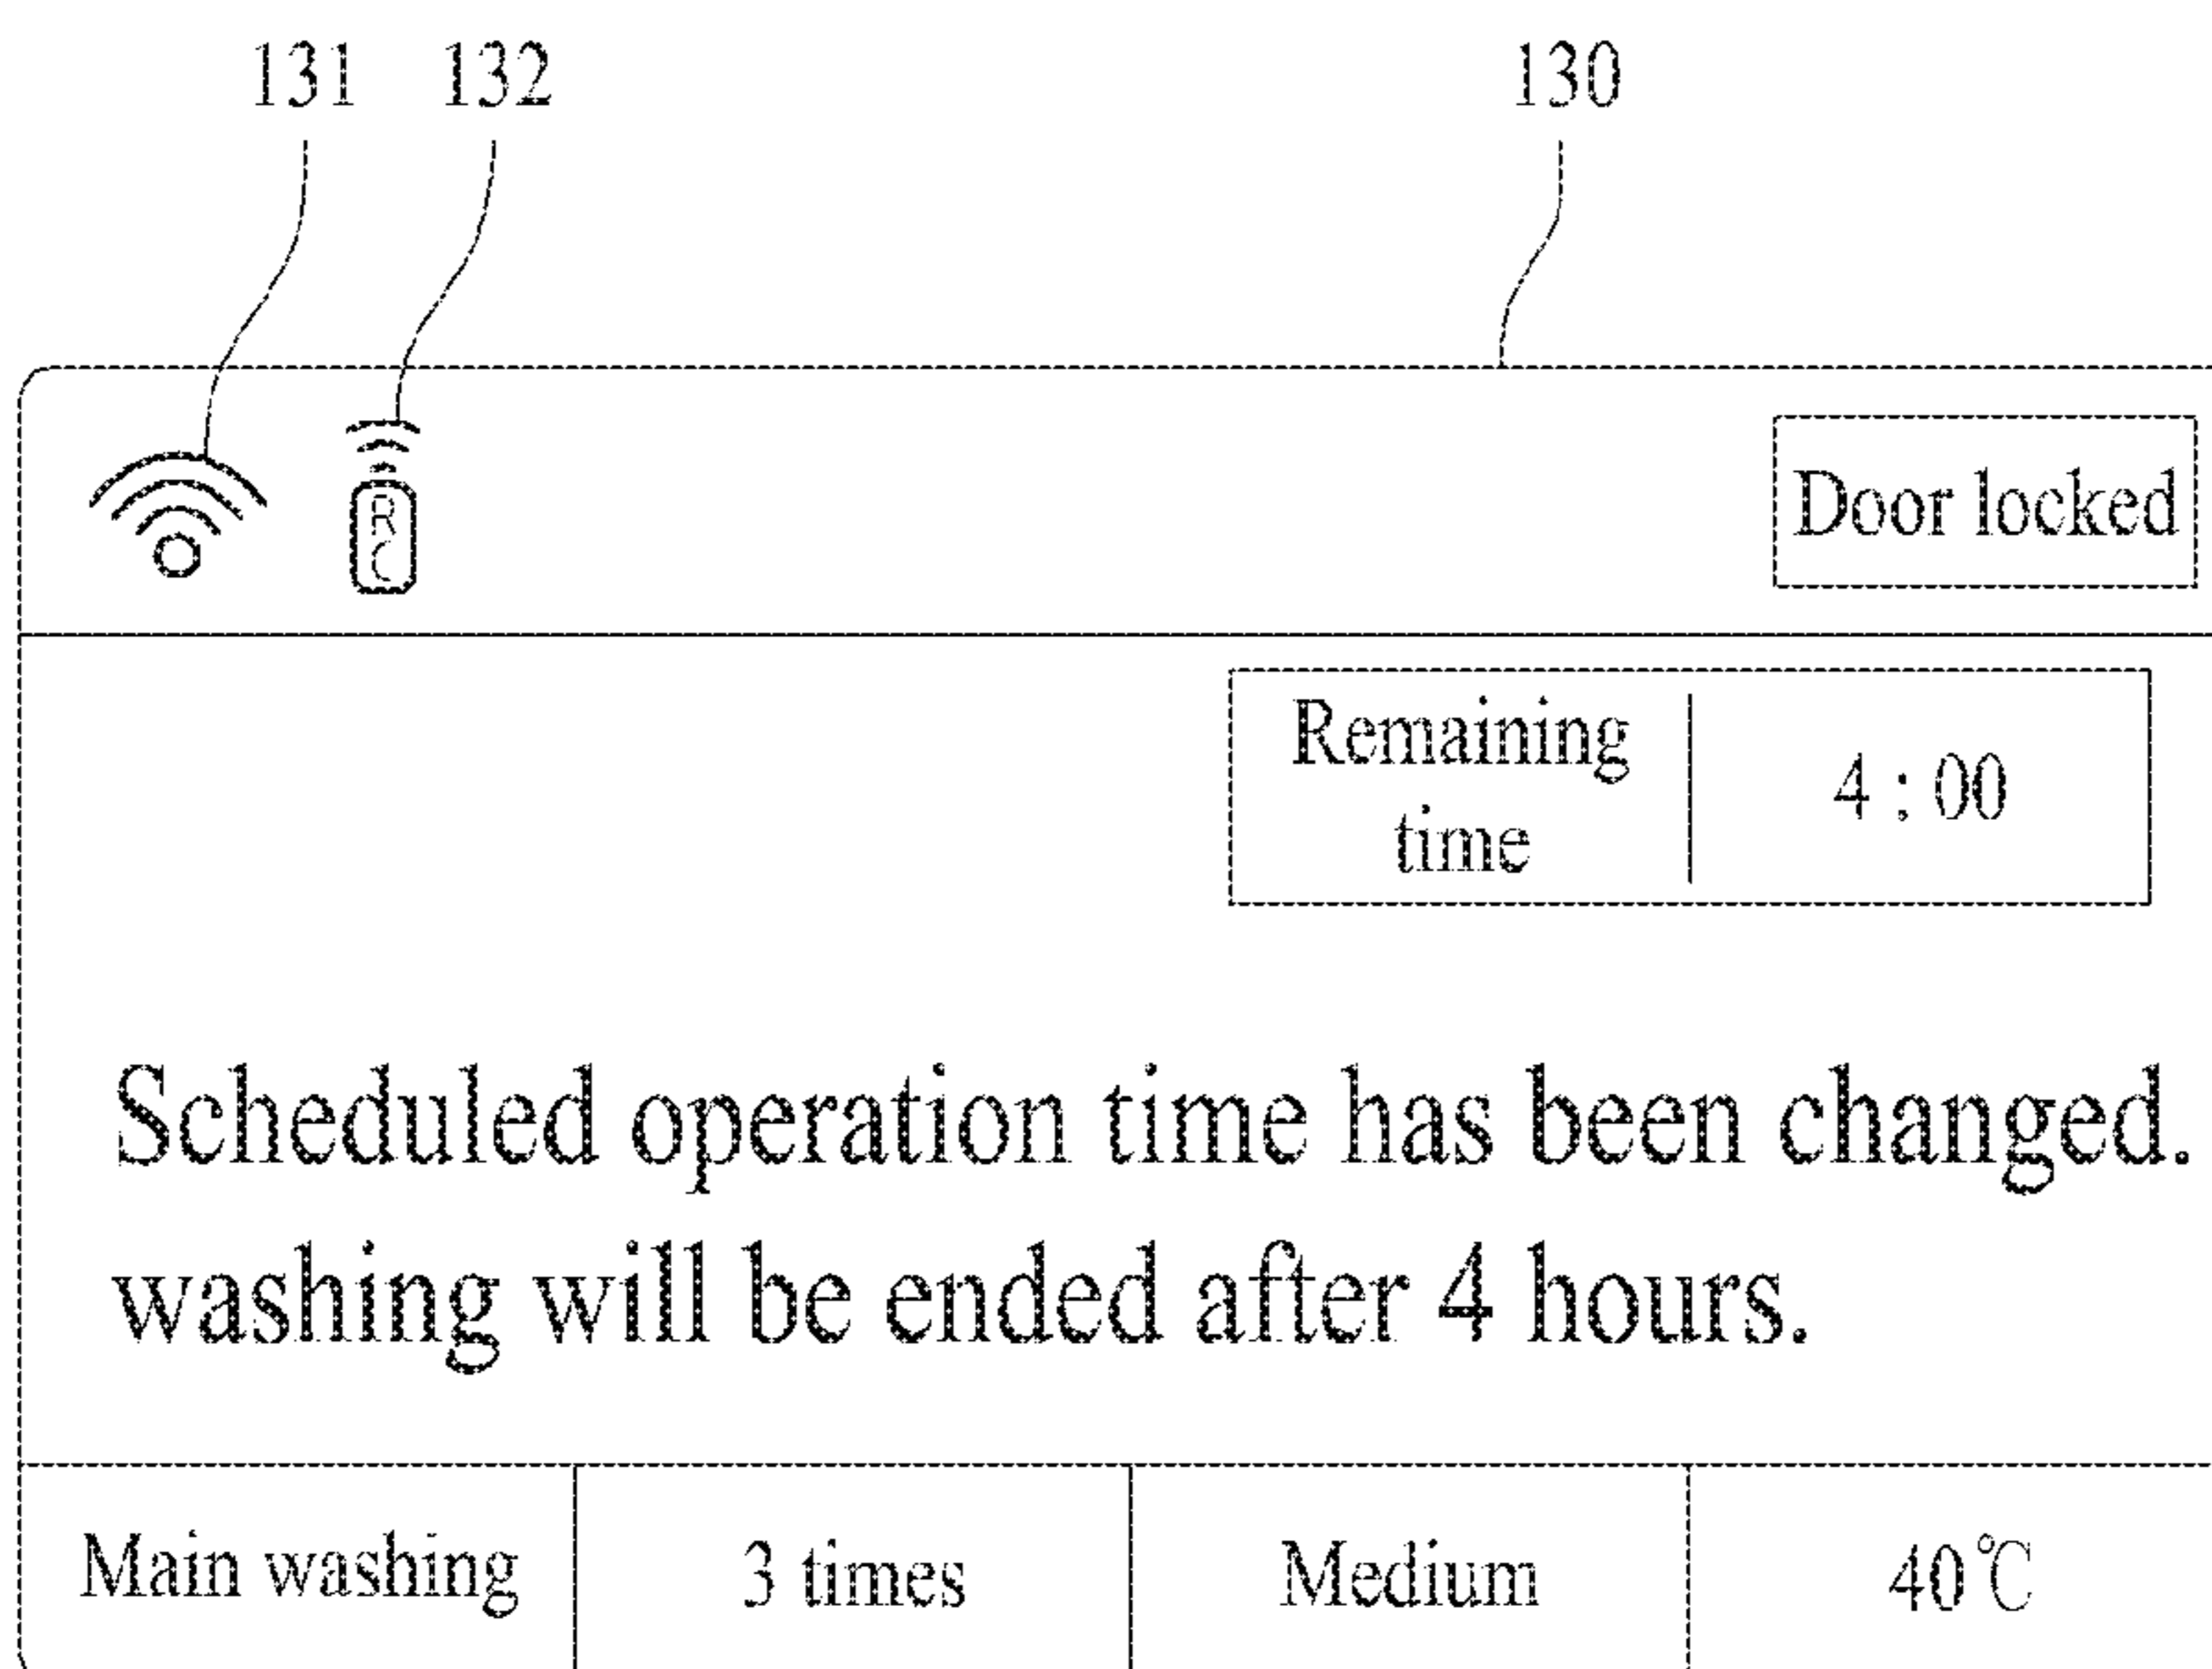 131 132 130
R
C
Door locked
Remaining
time
4 : 00
Scheduled operation time has been changed.
washing will be ended after 4 hours.
Main washing 3 times Medium 40℃